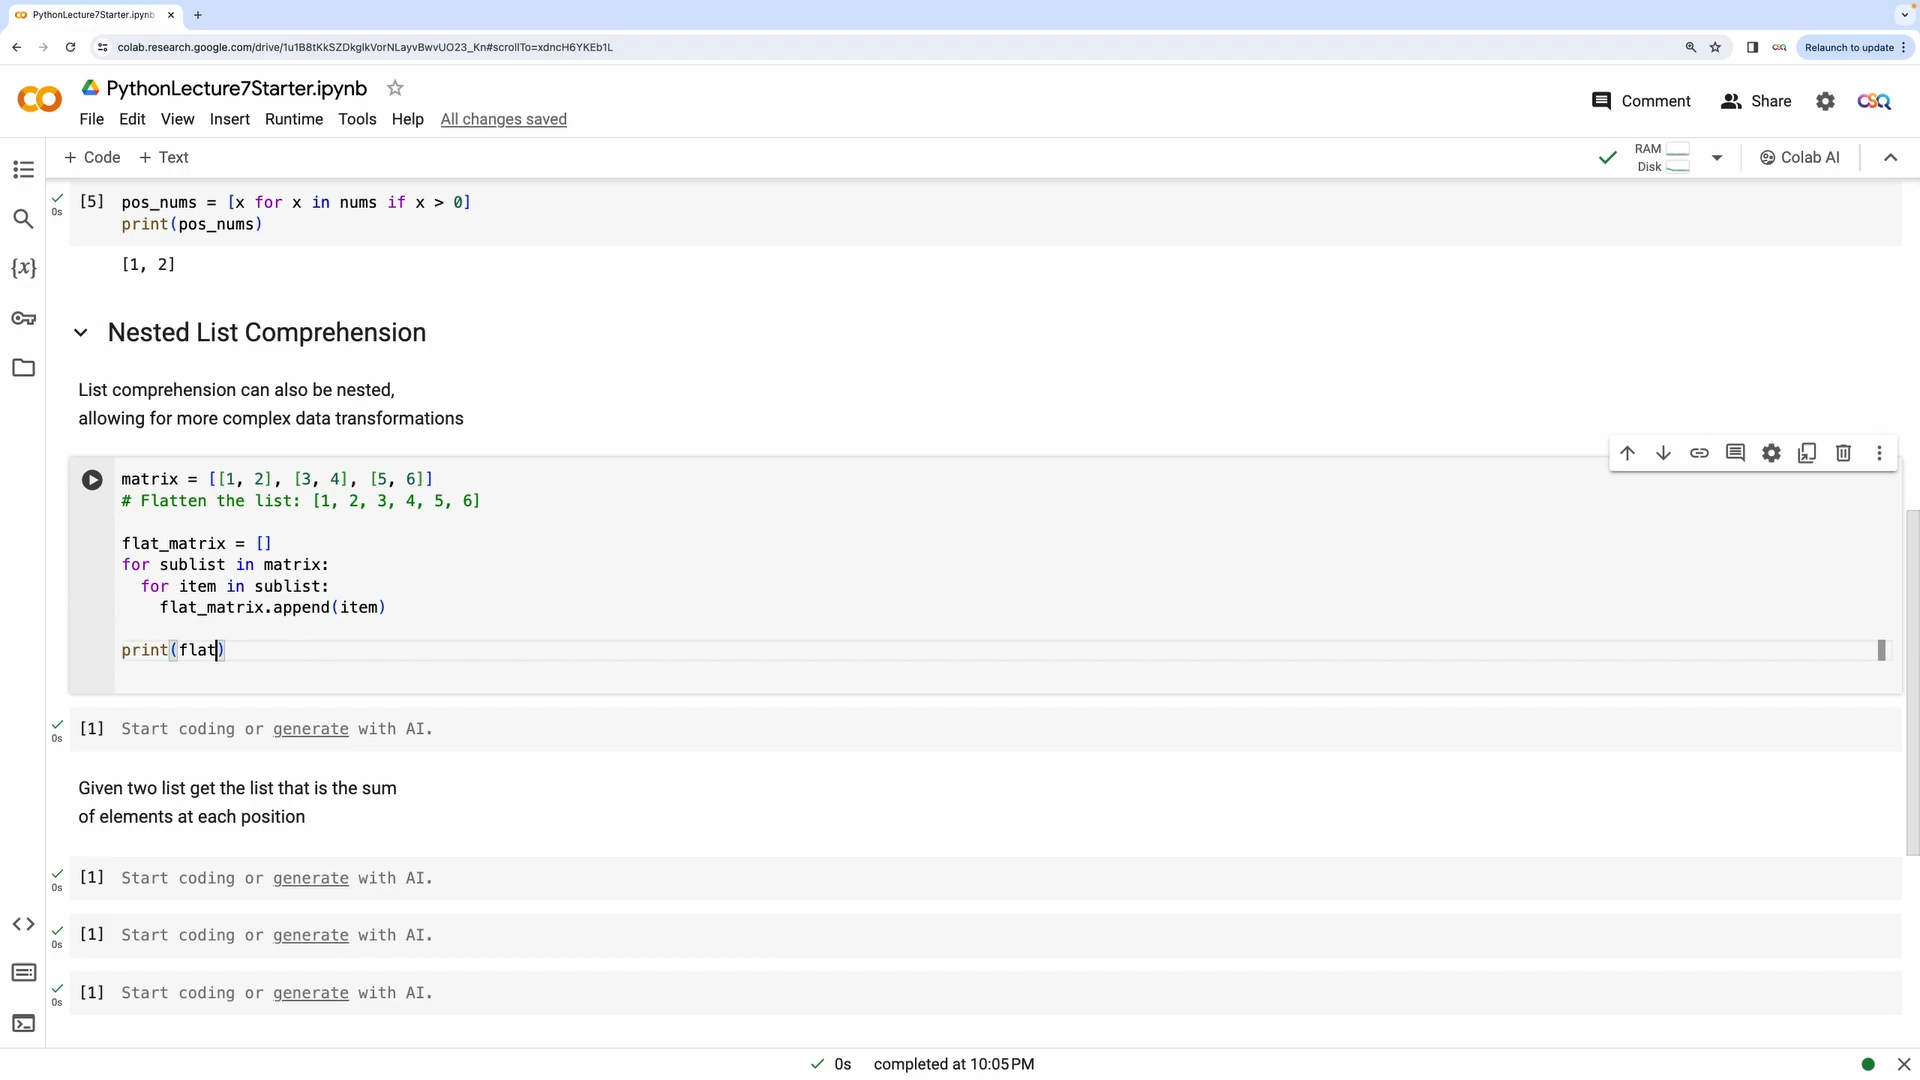 PythonLecture7Starter.ipynb
colab.research.google.com/drive/1u1B8tKkSZDkglkVorNLayvBwvUO23_Kn#scrollTo=xdncH6YKEb1L
Relaunch to update
PythonLecture7Starter.ipynb
Comment
Share
CSQ
File Edit View Insert Runtime Tools Help All changes saved
+ Code + Text
RAM
Disk
Colab AI
[5] pos_nums = [x for x in nums if x > 0]
0s
print(pos_nums)
[1, 2]
{x}
Nested List Comprehension
List comprehension can also be nested,
allowing for more complex data transformations
matrix = [[1, 2], [3, 4], [5, 6]]
# Flatten the list: [1, 2, 3, 4, 5, 6]
flat_matrix = []
for sublist in matrix:
for item in sublist:
flat_matrix.append(item)
print(flat)
[1] Start coding or generate with AI.
0s
Given two list get the list that is the sum
of elements at each position
[1] Start coding or generate with AI.
0s
[1] Start coding or generate with AI.
0s
[1] Start coding or generate with AI.
0s
0s completed at 10:05 PM